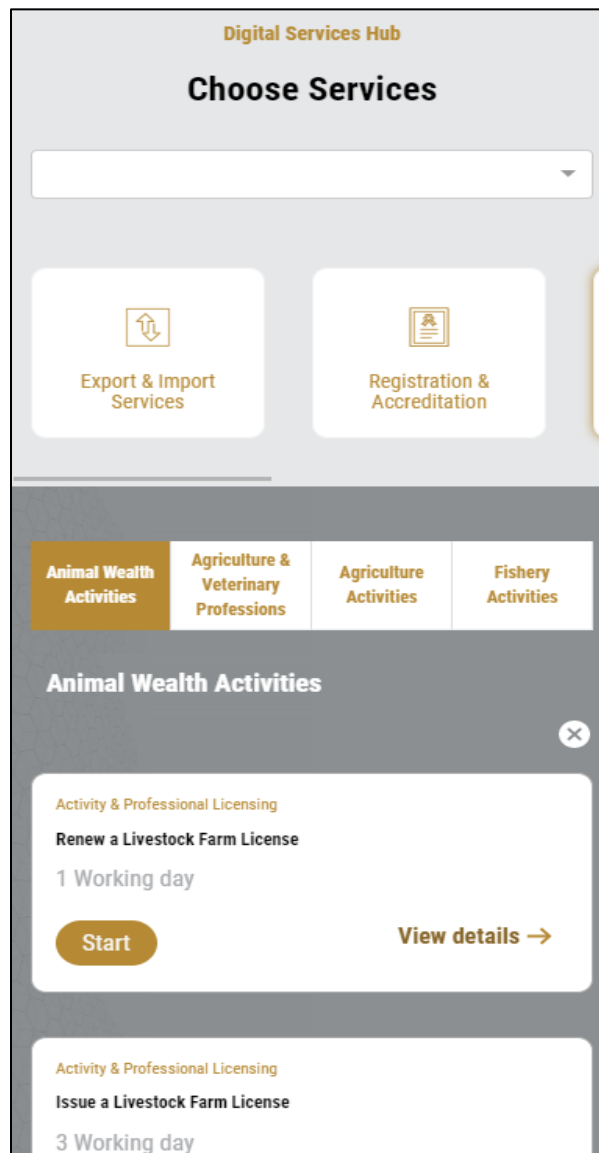 Digital Services Hub
Choose Services
Export & Import
Services
Registration &
Accreditation
Animal Wealth
Activities
Agriculture &
Veterinary
Professions
Agriculture
Activities
Fishery
Activities
Animal Wealth Activities
Activity & Professional Licensing
Renew a Livestock Farm License
1 Working day
Start
View details →
Activity & Professional Licensing
Issue a Livestock Farm License
3 Working day